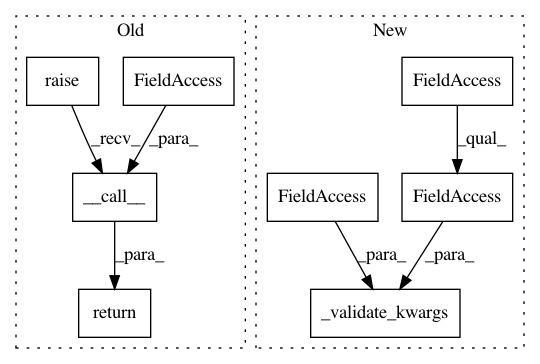 Old
New
raise
FieldAccess
FieldAccess
_recv_
_para_
_qual_
__call__
FieldAccess
FieldAccess
_para_
_para_
_para_
return
_validate_kwargs